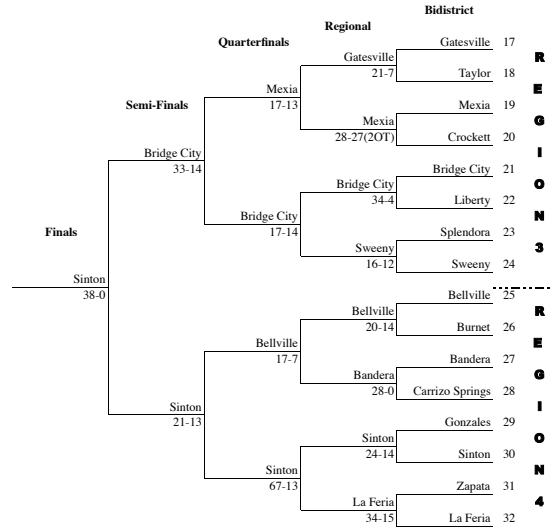 Bidistrict
Regional
Quarterfinals
Gatesville 17
Gatesville
21-7
Taylor 18
Mexia
17-13
Semi-Finals
Mexia 19
Mexia
28-27(2OT)
Crockett 20
Bridge City
33-14
Bridge City 21
Bridge City
34-4
Liberty 22
Bridge City
17-14
Finals
Splendora 23
Sweeny
16-12
Sweeny 24
REGION 3
Sinton
38-0
Bellville 25
Bellville
20-14
Burnet 26
Bellville
17-7
Bandera 27
Bandera
28-0
Carrizo Springs 28
Sinton
21-13
Gonzales 29
Sinton
24-14
Sinton 30
Sinton
67-13
Zapata 31
La Feria
34-15
La Feria 32
REGION 4